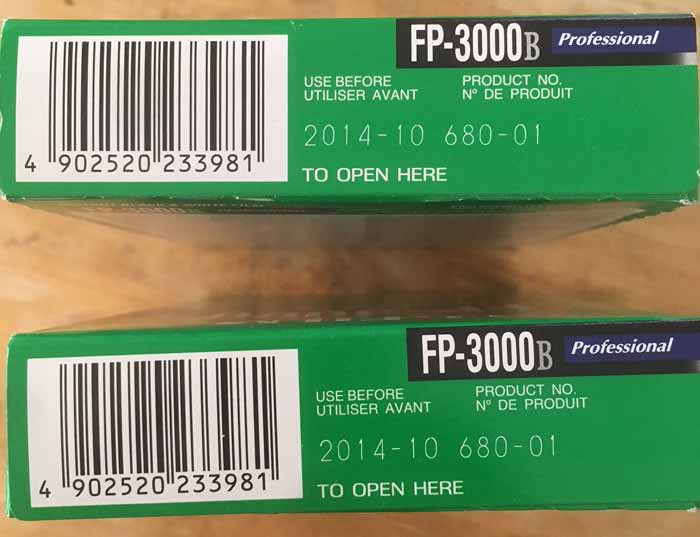 FP-3000B Professional
USE BEFORE PRODUCT NO.
UTILISER AVANT N° DE PRODUIT
2014-10 680-01
4 902520 233981
TO OPEN HERE
FP-3000B Professional
USE BEFORE PRODUCT NO.
UTILISER AVANT N° DE PRODUIT
2014-10 680-01
4 902520 233981
TO OPEN HERE